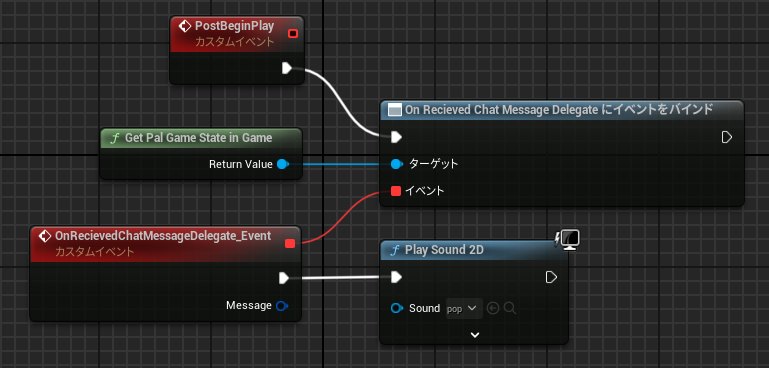 PostBeginPlay
カスタムイベント
On Recieved Chat Message Delegate にイベントをバインド
Get Pal Game State in Game
Return Value
ターゲット
イベント
OnRecievedChatMessageDelegate_Event
カスタムイベント
Message
Play Sound 2D
Sound
pop